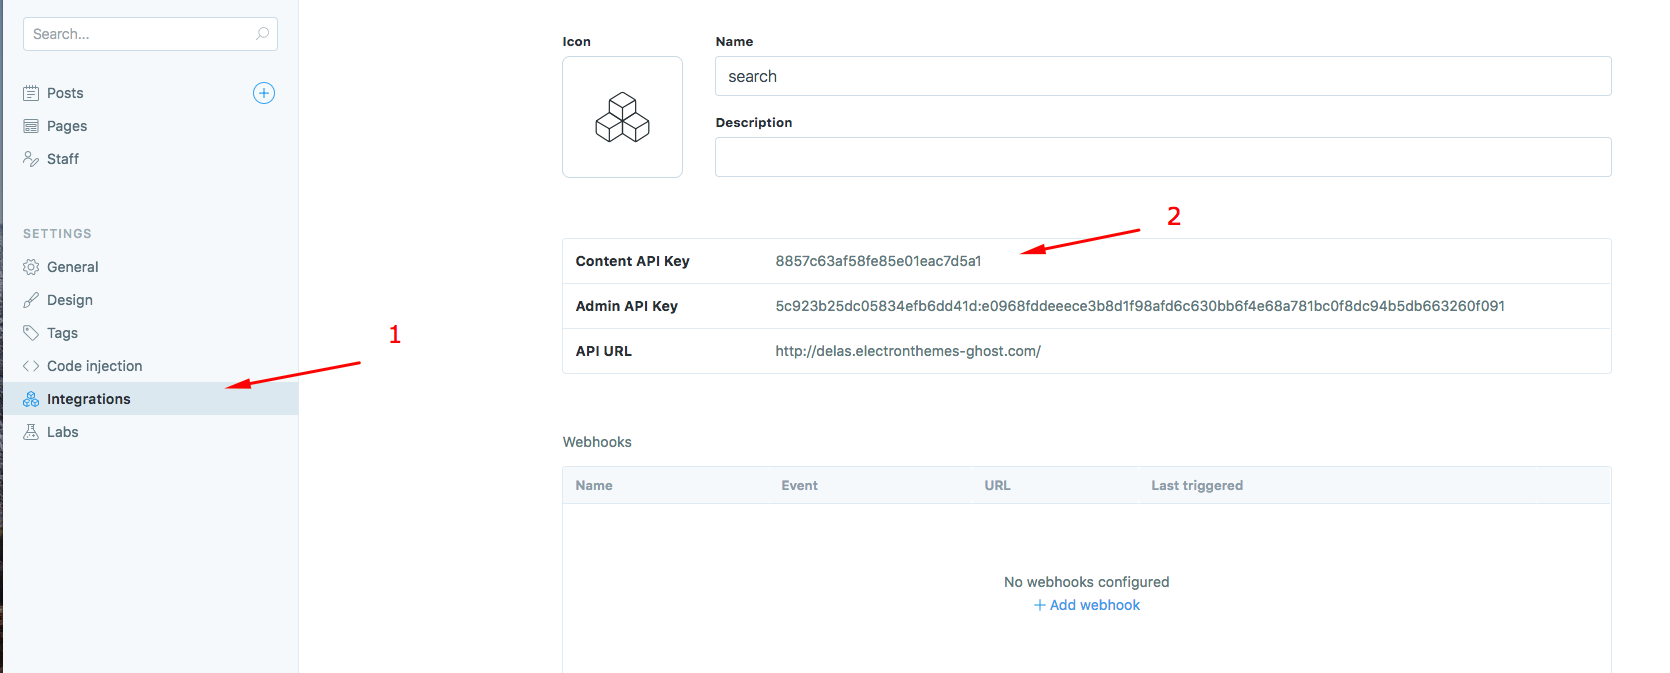 Search...
Posts
Pages
Staff
SETTINGS
General
Design
Tags
Code injection
Integrations
Labs
1
Icon
Name
search
Description
2
Content API Key 8857c63af58fe85e01eac7d5a1
Admin API Key 5c923b25dc05834efb6dd41d:e0968fddeeece3b8d1f98afd6c630bb6f4e68a781bc0f8dc94b5db663260f091
API URL http://delas.electronthemes-ghost.com/
Webhooks
Name Event URL Last triggered
No webhooks configured
+ Add webhook